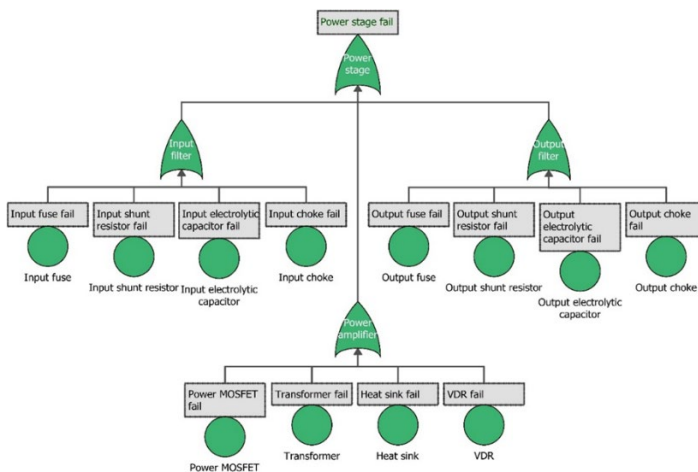 Power stage fail
Power
stage
Input
filter
Output
filter
Input fuse fail
Input shunt
resistor fail
Input electrolytic
capacitor fail
Input choke fail
Output fuse fail
Output shunt
resistor fail
Output
electrolytic
capacitor fail
Output choke
fail
Input fuse
Input shunt resistor
Input electrolytic
capacitor
Input choke
Output fuse
Output shunt resistor
Output electrolytic
capacitor
Output choke
Power
amplifier
Power MOSFET
fail
Transformer fail
Heat sink fail
VDR fail
Power MOSFET
Transformer
Heat sink
VDR